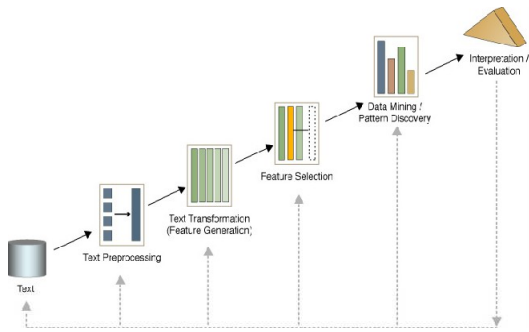 Text
Text Preprocessing
Text Transformation
(Feature Generation)
Feature Selection
Data Mining /
Pattern Discovery
Interpretation /
Evaluation